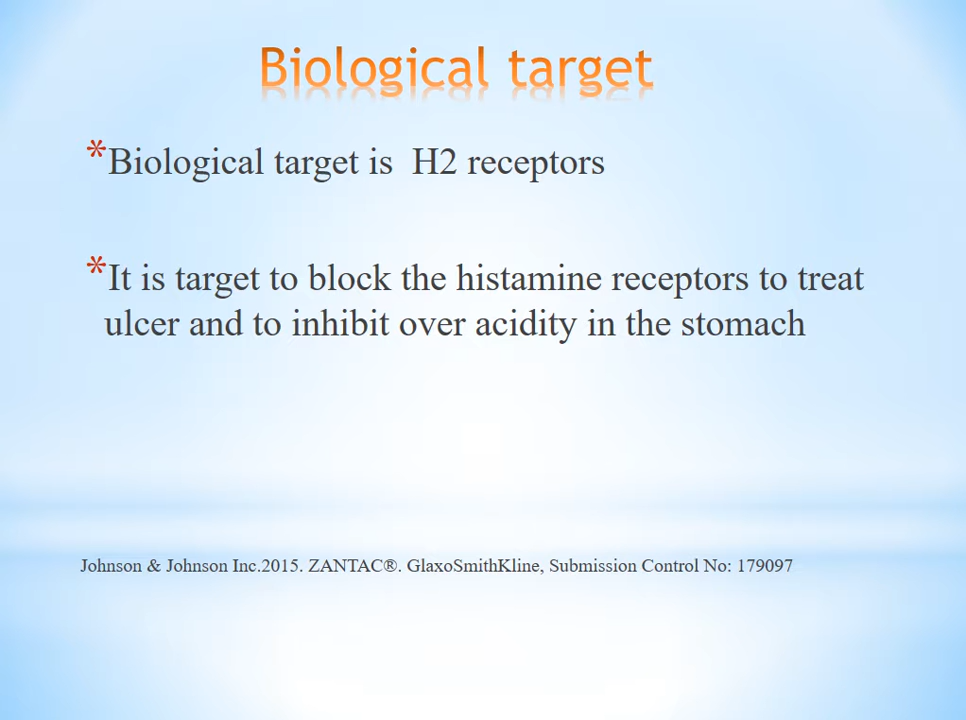 Biological target
*Biological target is  H2 receptors
*It is target to block the histamine receptors to treat
ulcer and to inhibit over acidity in the stomach
Johnson & Johnson Inc.2015. ZANTAC®. GlaxoSmithKline, Submission Control No: 179097